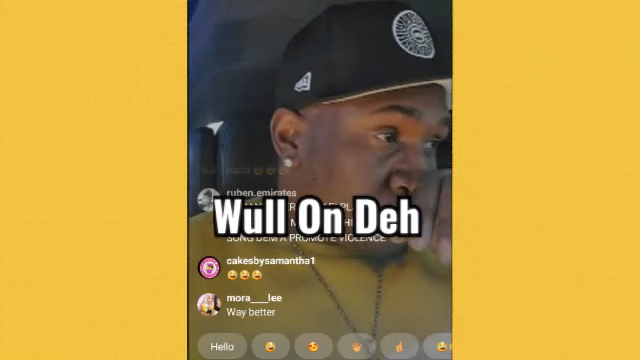 ruben.emirates
Wull On Deh
SONG DEM A PROMOTE VIOLENCE
cakesbysamantha1
😂😂😂
mora___lee
Way better
Hello